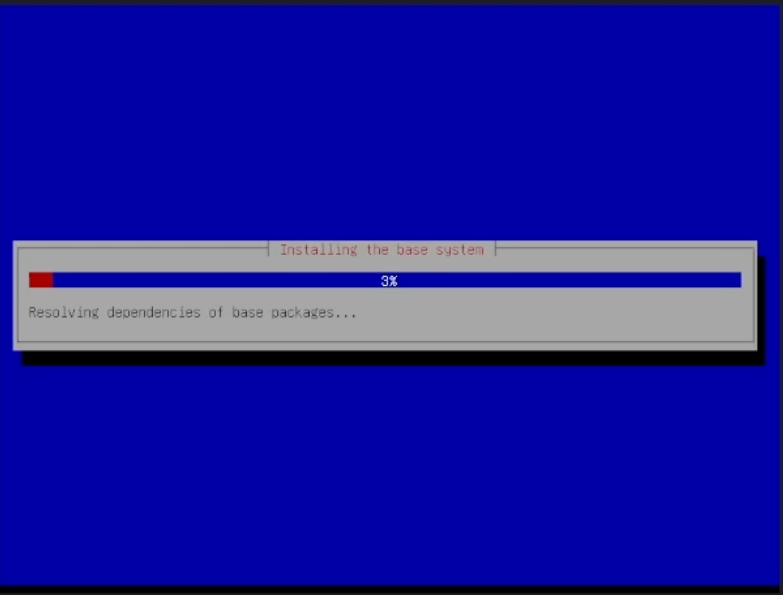 Installing the base system
3%
Resolving dependencies of base packages...